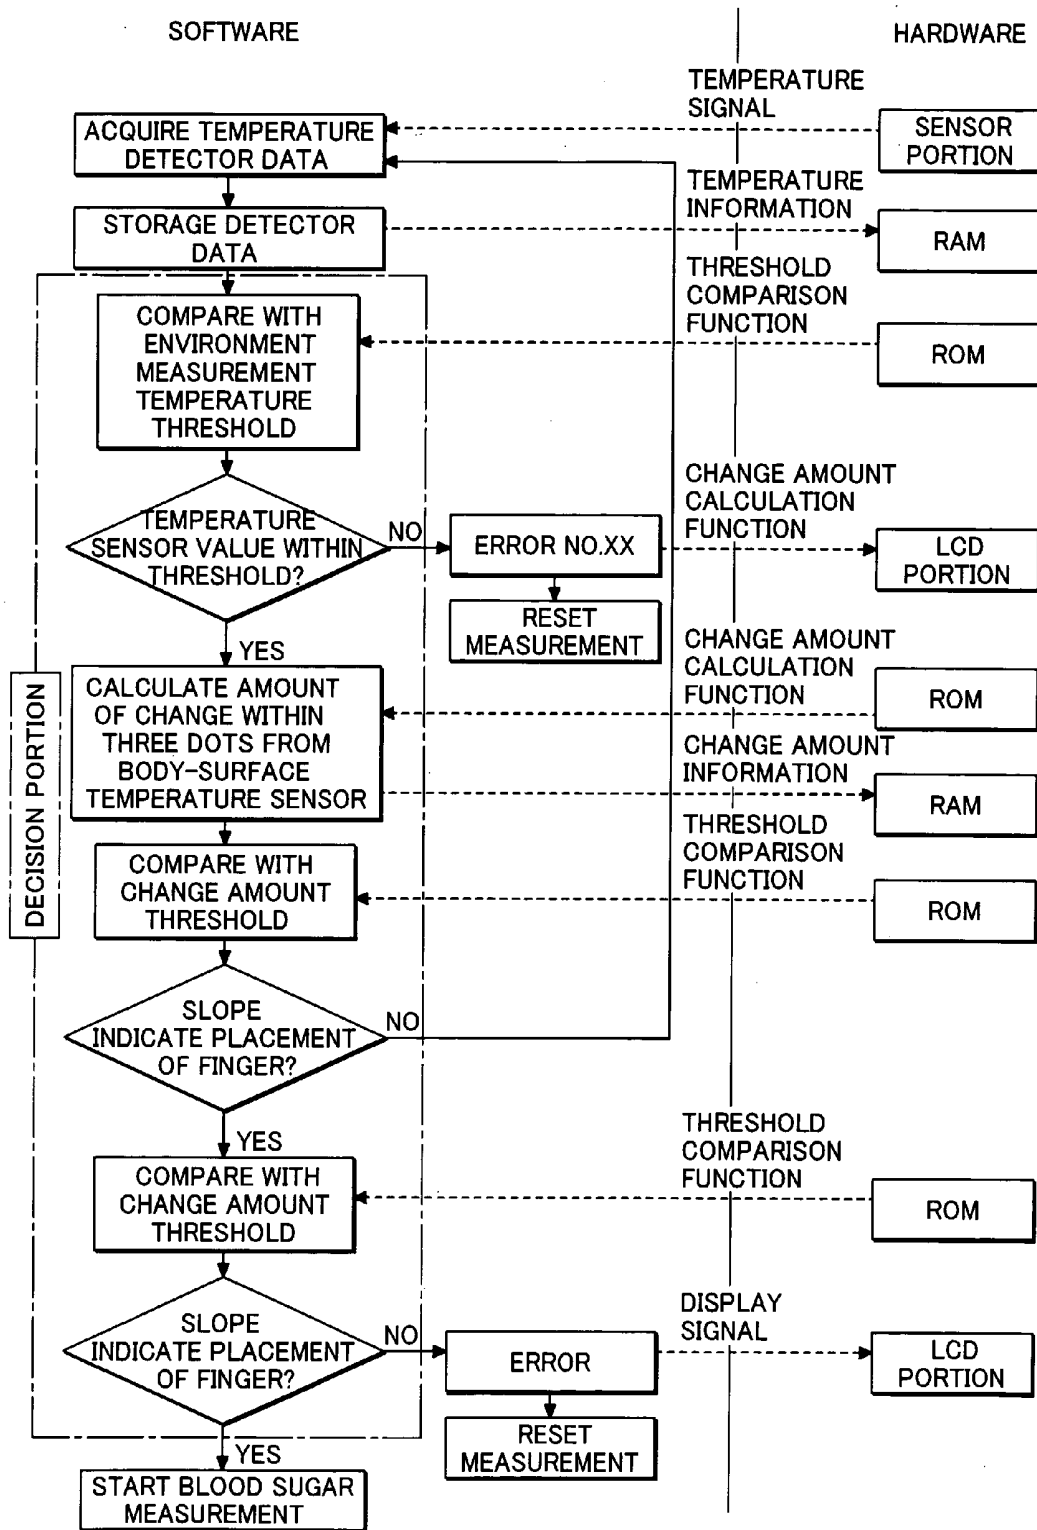 SOFTWARE
HARDWARE
TEMPERATURE
SIGNAL
ACQUIRE TEMPERATURE
DETECTOR DATA
SENSOR
PORTION
TEMPERATURE
INFORMATION
STORAGE DETECTOR
DATA
RAM
THRESHOLD
COMPARISON
FUNCTION
COMPARE WITH
ENVIRONMENT
MEASUREMENT
TEMPERATURE
THRESHOLD
ROM
CHANGE AMOUNT
CALCULATION
FUNCTION
TEMPERATURE
SENSOR VALUE WITHIN
THRESHOLD?
NO
ERROR NO.XX
LCD
PORTION
RESET
MEASUREMENT
YES
CHANGE AMOUNT
CALCULATION
FUNCTION
DECISION PORTION
CALCULATE AMOUNT
OF CHANGE WITHIN
THREE DOTS FROM
BODY-SURFACE
TEMPERATURE SENSOR
ROM
CHANGE AMOUNT
INFORMATION
RAM
THRESHOLD
COMPARISON
FUNCTION
COMPARE WITH
CHANGE AMOUNT
THRESHOLD
ROM
SLOPE
INDICATE PLACEMENT
OF FINGER?
NO
YES
THRESHOLD
COMPARISON
FUNCTION
COMPARE WITH
CHANGE AMOUNT
THRESHOLD
ROM
DISPLAY
SIGNAL
SLOPE
INDICATE PLACEMENT
OF FINGER?
NO
ERROR
LCD
PORTION
RESET
MEASUREMENT
YES
START BLOOD SUGAR
MEASUREMENT